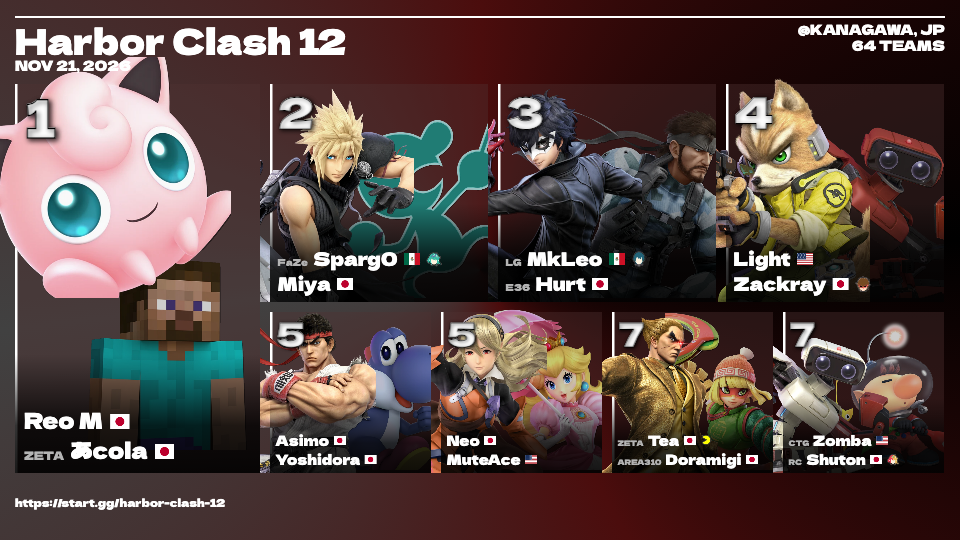 Harbor Clash 12
NOV 21, 2026
@KANAGAWA, JP
64 TEAMS
1
Reo M
ZETA あcola
2
FaZe Sparg0
Miya
3
LG MkLeo
E36 Hurt
4
Light
Zackray
5
Asimo
Yoshidora
5
Neo
MuteAce
7
ZETA Tea
AREA310 Doramigi
7
CTG Zomba
RC Shuton
https://start.gg/harbor-clash-12